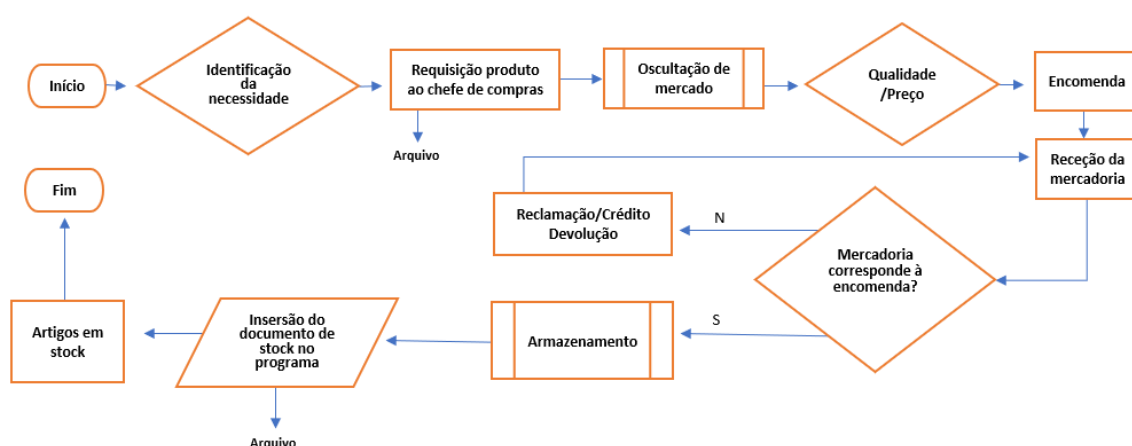 Início
Identificação
da
necessidade
Requisição produto
ao chefe de compras
Arquivo
Oscultação de
mercado
Qualidade
/Preço
Encomenda
Receção da
mercadoria
Mercadoria
corresponde à
encomenda?
N
Reclamação/Crédito
Devolução
S
Armazenamento
Insersão do
documento de
stock no
programa
Arquivo
Artigos em
stock
Fim